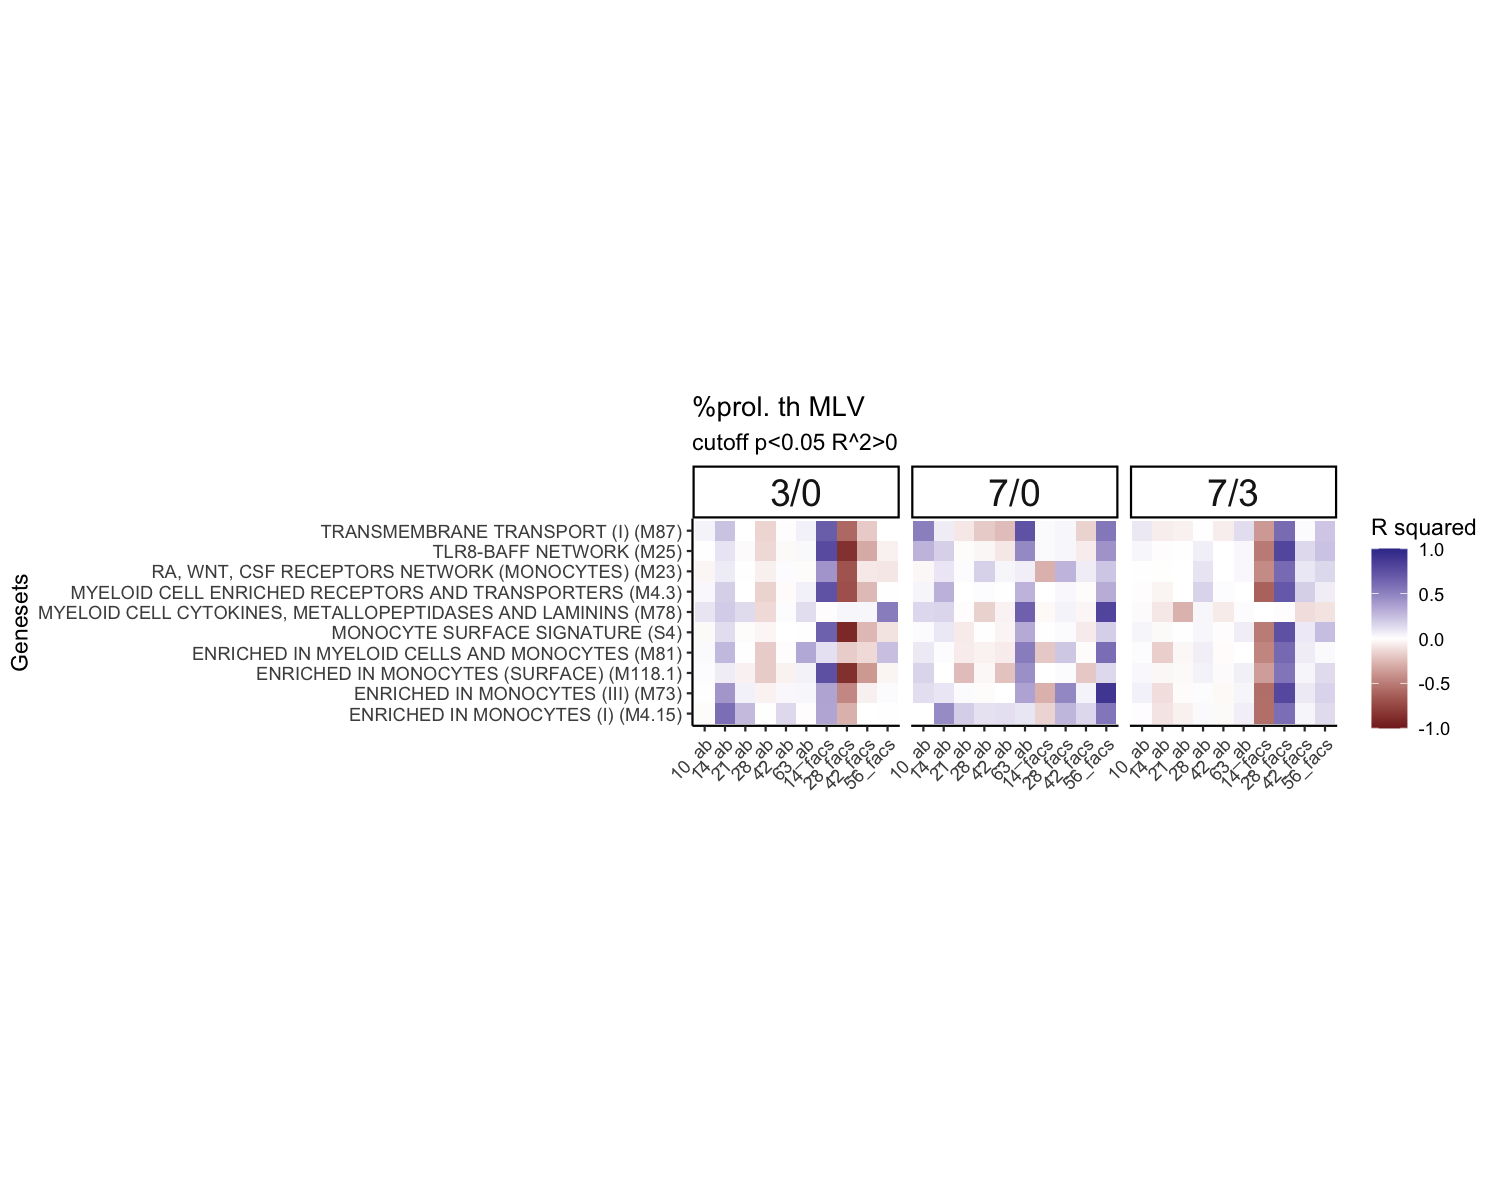 %prol. th MLV
cutoff p<0.05 R^2>0
3/0
7/0
7/3
Genesets
TRANSMEMBRANE TRANSPORT (I) (M87)
TLR8-BAFF NETWORK (M25)
RA, WNT, CSF RECEPTORS NETWORK (MONOCYTES) (M23)
MYELOID CELL ENRICHED RECEPTORS AND TRANSPORTERS (M4.3)
MYELOID CELL CYTOKINES, METALLOPEPTIDASES AND LAMININS (M78)
MONOCYTE SURFACE SIGNATURE (S4)
ENRICHED IN MYELOID CELLS AND MONOCYTES (M81)
ENRICHED IN MONOCYTES (SURFACE) (M118.1)
ENRICHED IN MONOCYTES (III) (M73)
ENRICHED IN MONOCYTES (I) (M4.15)
10_ab
14_ab
21_ab
28_ab
42_ab
63_ab
14_facs
28_facs
42_facs
56_facs
10_ab
14_ab
21_ab
28_ab
42_ab
63_ab
14_facs
28_facs
42_facs
56_facs
10_ab
14_ab
21_ab
28_ab
42_ab
63_ab
14_facs
28_facs
42_facs
56_facs
R squared
1.0
0.5
0.0
-0.5
-1.0